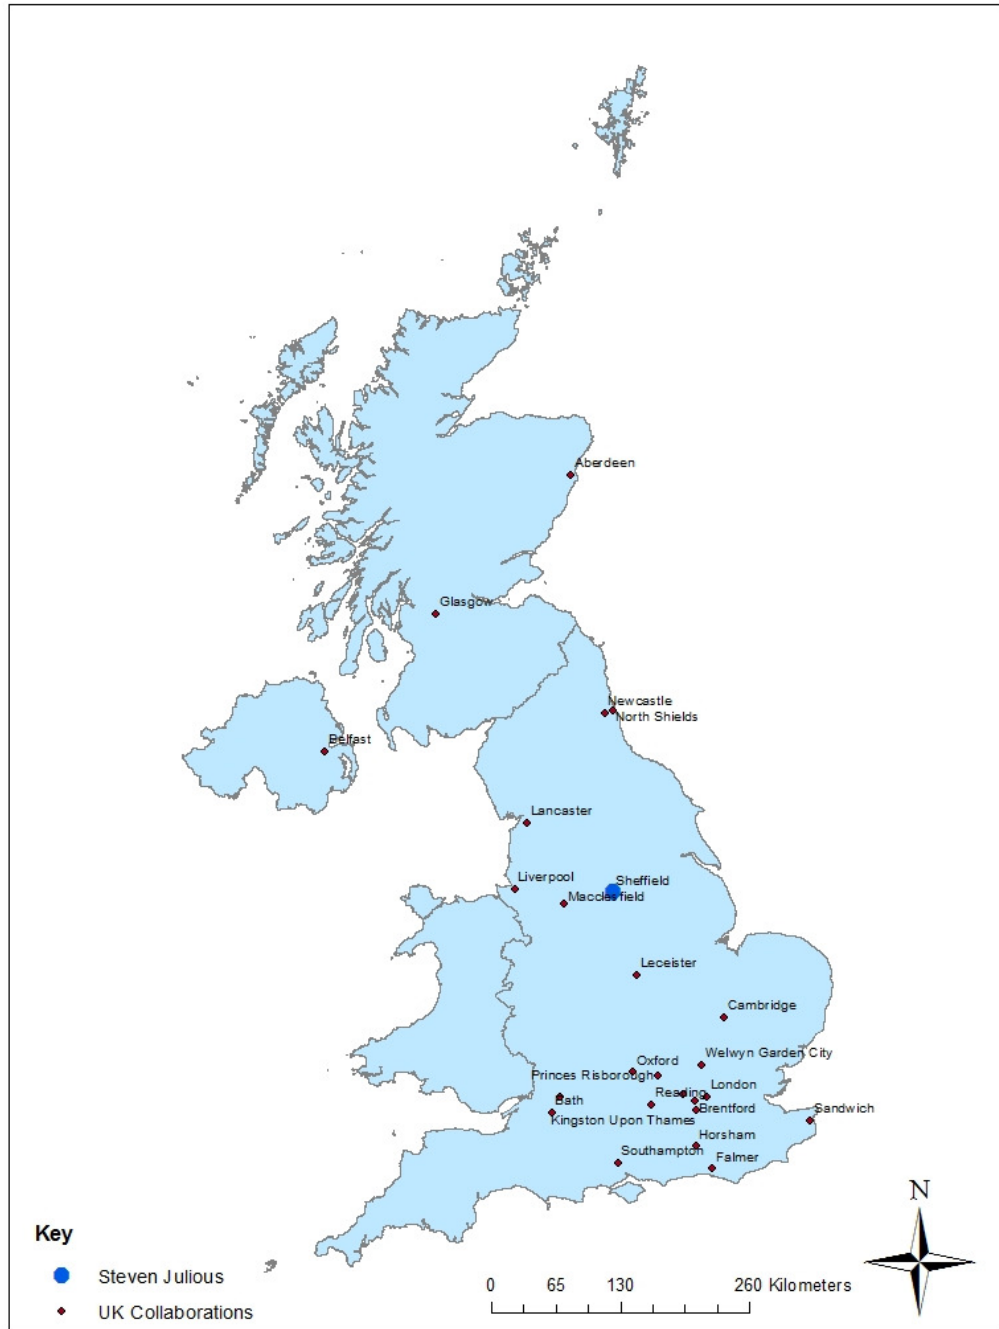 Aberdeen
Glasgow
Newcastle
North Shields
Belfast
Lancaster
Sheffield
Liverpool
Macclesfield
Leceister
Cambridge
Welwyn Garden City
Oxford
Princes Risborough
London
Reading
Bath
Brentford
Sandwich
Kingston Upon Thames
Horsham
Southampton
Falmer
N
Key
Steven Julious
UK Collaborations
0 65 130 260 Kilometers